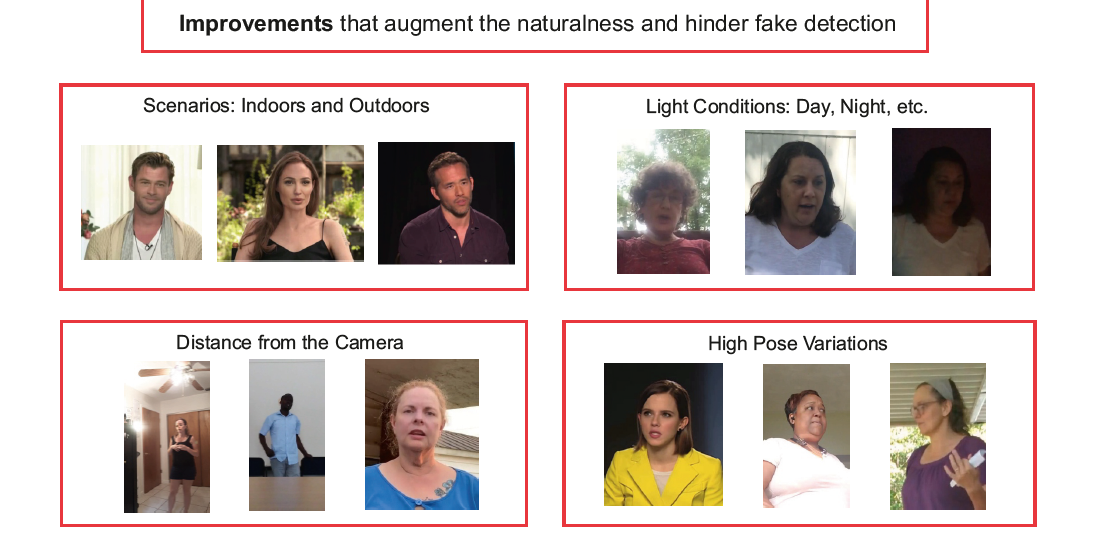 Improvements that augment the naturalness and hinder fake detection
Scenarios: Indoors and Outdoors
Light Conditions: Day, Night, etc.
Distance from the Camera
High Pose Variations